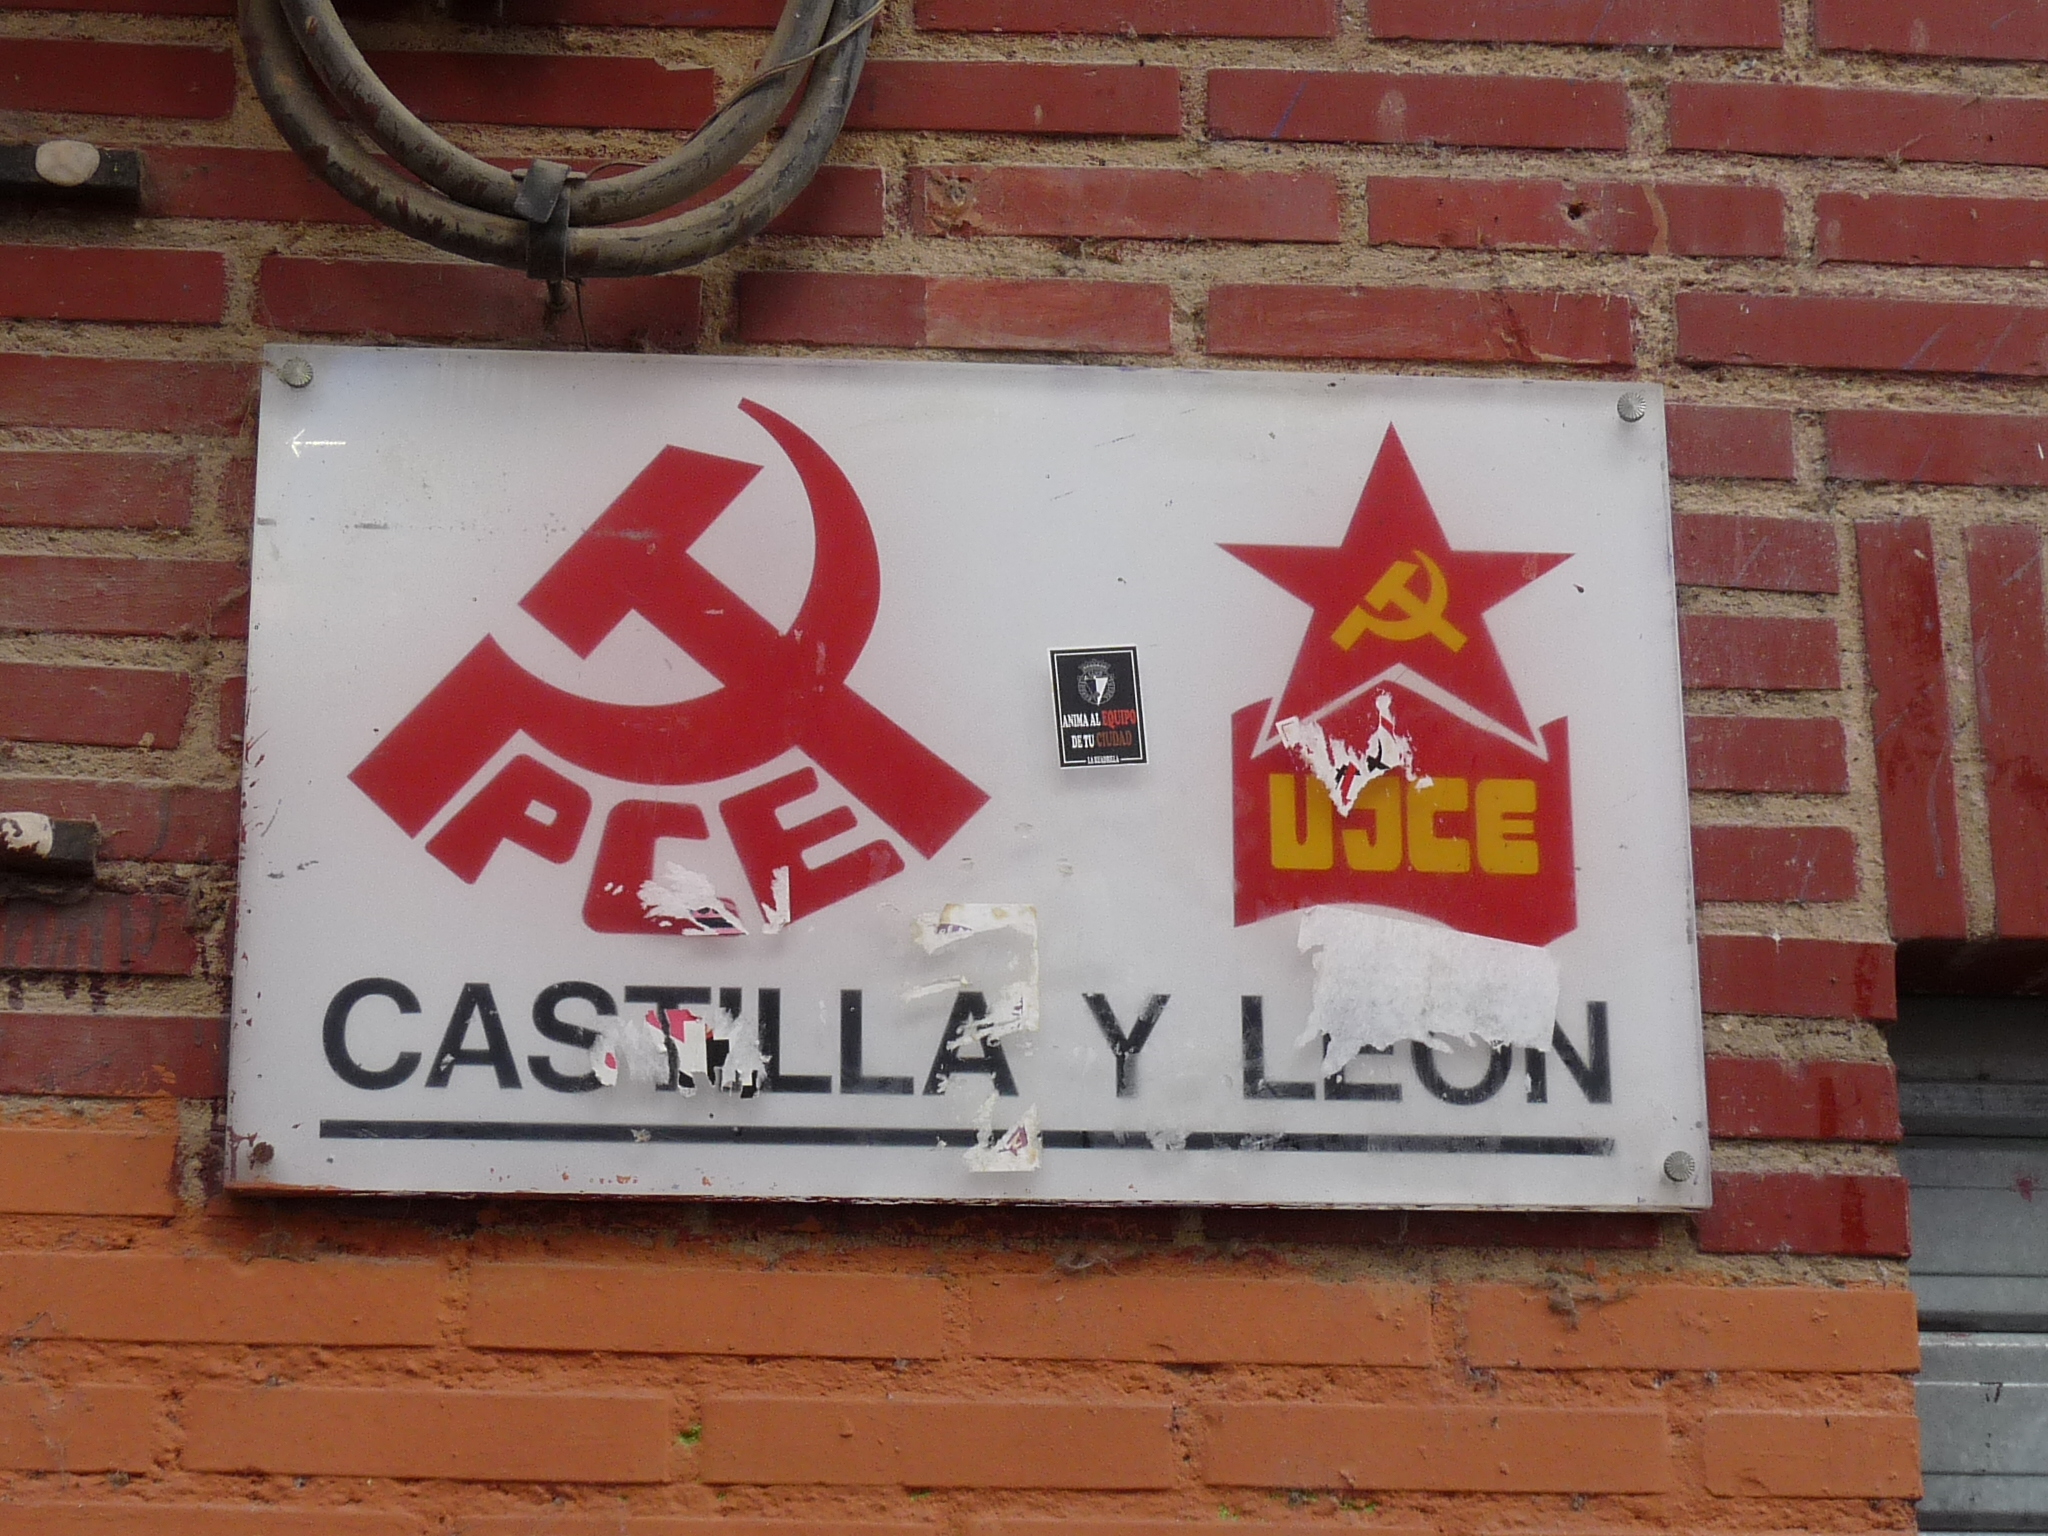 PCE
UJCE
ANIMA AL EQUIPO
DE TU CIUDAD
CASTILLA Y LEON